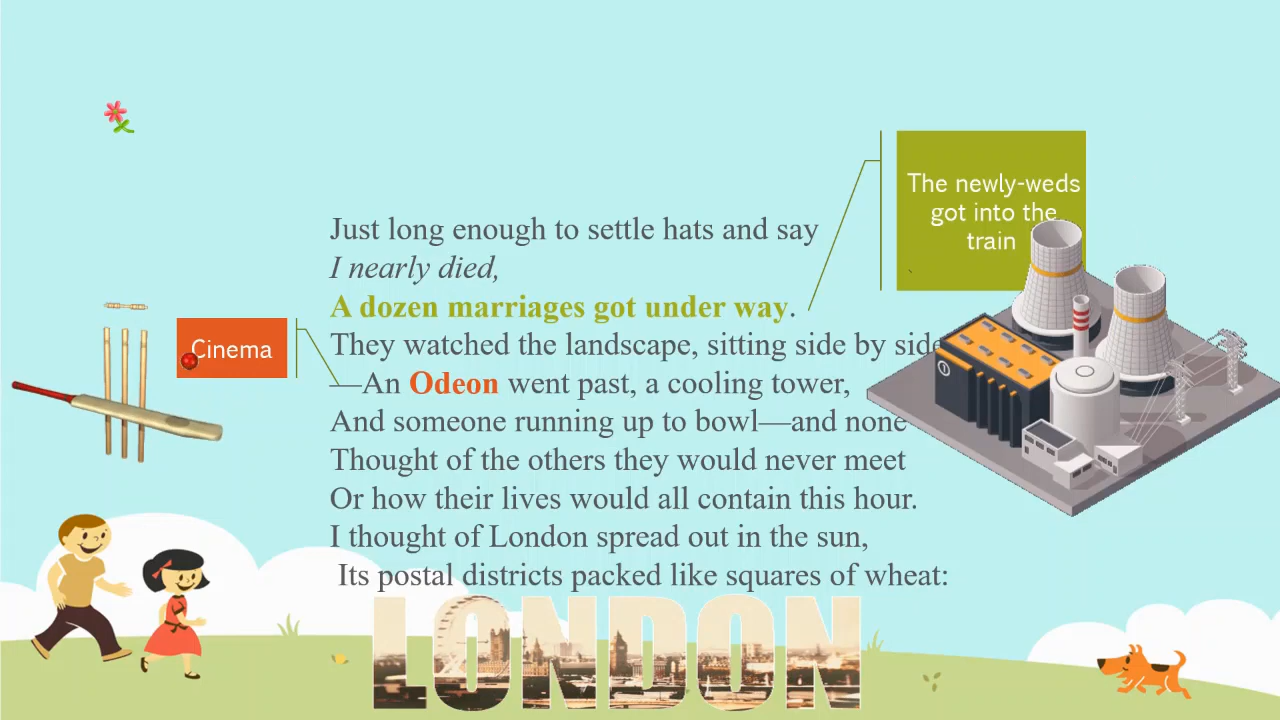 The newly-weds
got into the
train
Just long enough to settle hats and say
I nearly died,
A dozen marriages got under way.
They watched the landscape, sitting side by side
Cinema
—An Odeon went past, a cooling tower,
And someone running up to bowl—and none
Thought of the others they would never meet
Or how their lives would all contain this hour.
I thought of London spread out in the sun,
Its postal districts packed like squares of wheat:
LONDON